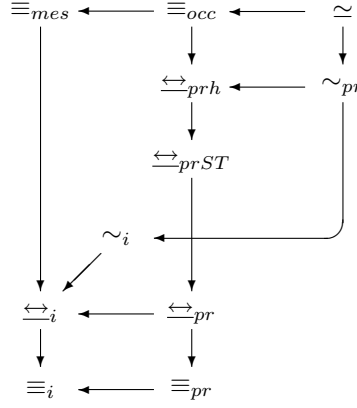 ≡mes ≡occ ≃
↔prh ∼pr
↔prST
∼i
↔i ↔pr
≡i ≡pr